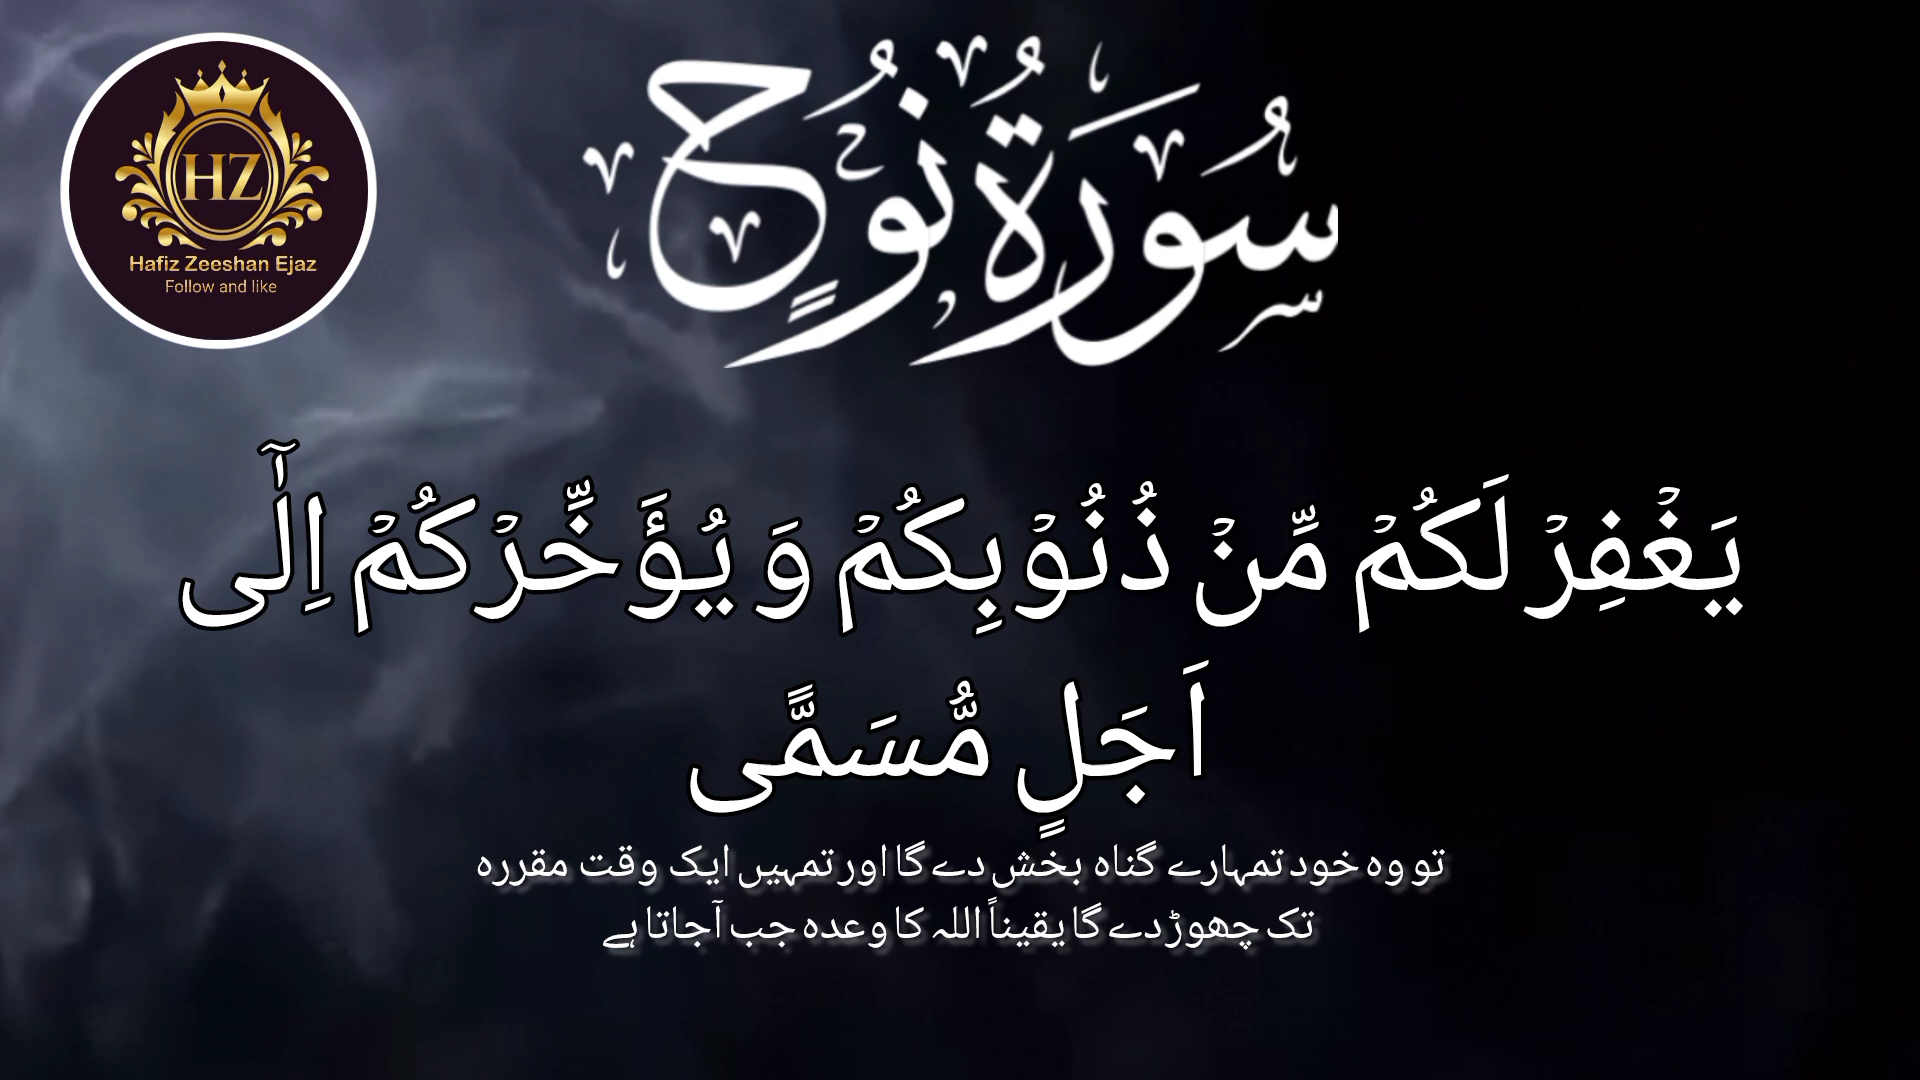 HZ
Hafiz Zeeshan Ejaz
Follow and like
سُورَةُ نُوحٍ
يَغْفِرْ لَكُمْ مِّنْ ذُنُوْبِكُمْ وَ يُؤَخِّرْكُمْ اِلٰۤى
اَجَلٍ مُّسَمًّى
تو وہ خود تمہارے گناہ بخش دے گا اور تمہیں ایک وقت مقررہ
تک چھوڑ دے گا یقیناً اللہ کا وعدہ جب آجاتا ہے